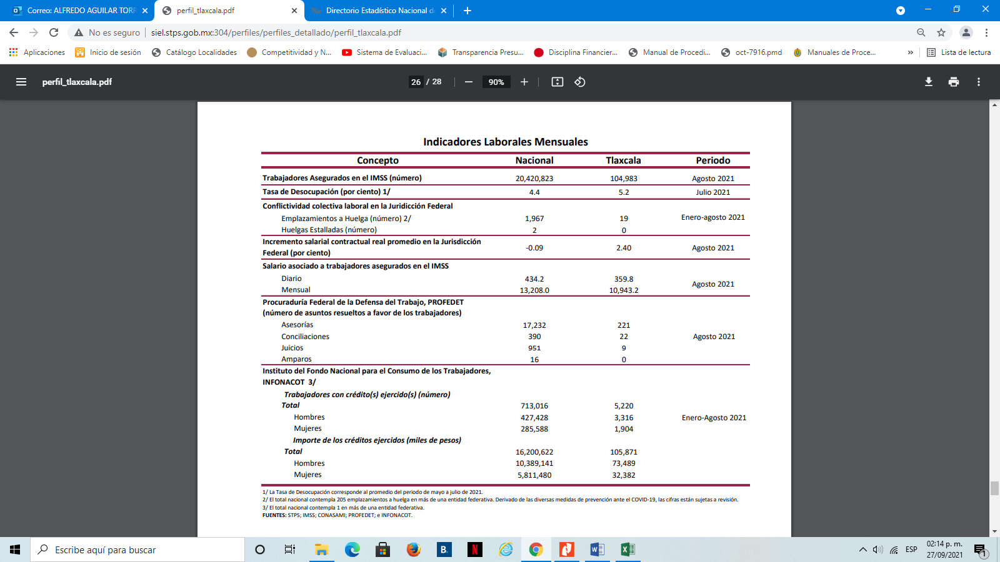 Correo: ALFREDO AGUILAR TORR
perfil_tlaxcala.pdf
Directorio Estadístico Nacional d
No es seguro
siel.stps.gob.mx:304/perfiles/perfiles_detallado/perfil_tlaxcala.pdf
Aplicaciones
Inicio de sesión
Catálogo Localidades
Competitividad y N...
Sistema de Evaluaci...
Transparencia Presu...
Disciplina Financier...
Manual de Procedi...
oct-7916.pmd
Manuales de Proce...
»
Lista de lectura
perfil_tlaxcala.pdf
26 / 28
90%
Indicadores Laborales Mensuales
Concepto Nacional Tlaxcala Periodo
Trabajadores Asegurados en el IMSS (número) 20,420,823 104,983 Agosto 2021
Tasa de Desocupación (por ciento) 1/ 4.4 5.2 Julio 2021
Conflictividad colectiva laboral en la Juridicción Federal
Enero-agosto 2021
Emplazamientos a Huelga (número) 2/ 1,967 19
Huelgas Estalladas (número) 2 0
Incremento salarial contractual real promedio en la Jurisdicción
Federal (por ciento)
-0.09 2.40 Agosto 2021
Salario asociado a trabajadores asegurados en el IMSS
Diario 434.2 359.8
Agosto 2021
Mensual 13,208.0 10,943.2
Procuraduría Federal de la Defensa del Trabajo, PROFEDET
(número de asuntos resueltos a favor de los trabajadores)
Asesorías 17,232 221
Conciliaciones 390 22 Agosto 2021
Juicios 951 9
Amparos 16 0
Instituto del Fondo Nacional para el Consumo de los Trabajadores,
INFONACOT 3/
Trabajadores con crédito(s) ejercido(s) (número)
Total 713,016 5,220
Hombres 427,428 3,316 Enero-Agosto 2021
Mujeres 285,588 1,904
Importe de los créditos ejercidos (miles de pesos)
Total 16,200,622 105,871
Hombres 10,389,141 73,489
Mujeres 5,811,480 32,382
1/ La Tasa de Desocupación corresponde al promedio del periodo de mayo a julio de 2021.
2/ El total nacional contempla 205 emplazamientos a huelga en más de una entidad federativa. Derivado de las diversas medidas de prevención ante el COVID-19, las cifras están sujetas a revisión.
3/ El total nacional contempla 1 en más de una entidad federativa.
FUENTES: STPS; IMSS; CONASAMI; PROFEDET; e INFONACOT.
Escribe aquí para buscar
B.
N
ESP
02:14 p. m.
27/09/2021
1